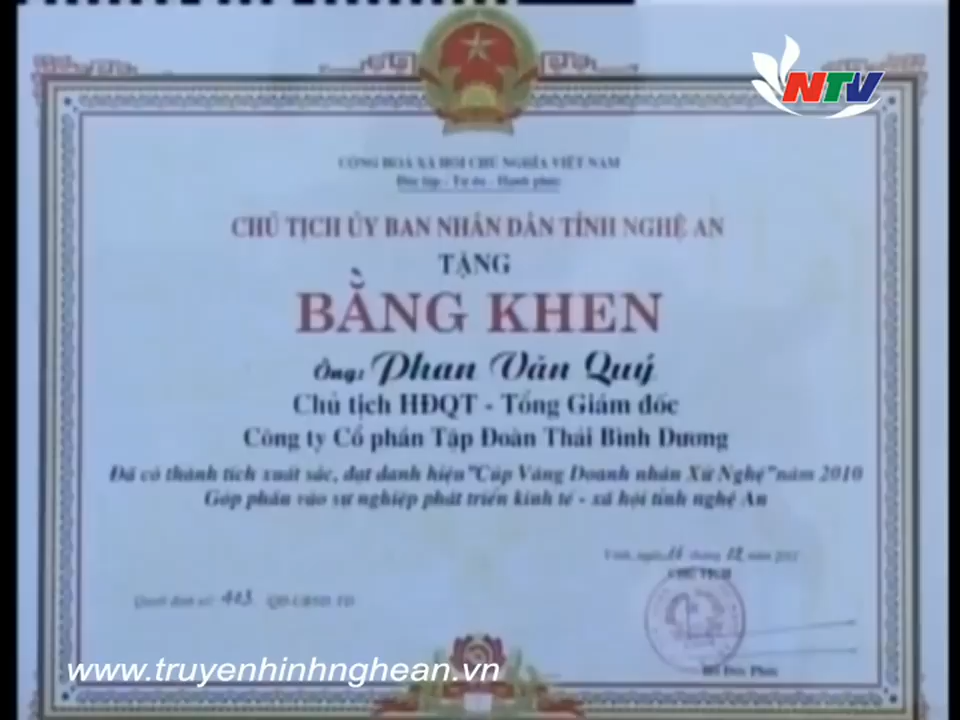 NTV
CỘNG HOÀ XÃ HỘI CHỦ NGHĨA VIỆT NAM
Độc lập - Tự do - Hạnh phúc
CHỦ TỊCH ỦY BAN NHÂN DÂN TỈNH NGHỆ AN
TẶNG
BẰNG KHEN
Ông: Phan Văn Quý
Chủ tịch HĐQT - Tổng Giám đốc
Công ty Cổ phần Tập Đoàn Thái Bình Dương
Đã có thành tích xuất sắc, đạt danh hiệu "Cúp Vàng Doanh nhân Xứ Nghệ" năm 2010
Góp phần vào sự nghiệp phát triển kinh tế - xã hội tỉnh nghệ An
CHỦ TỊCH
Quyết định số: 443
www.truyenhinhnghean.vn